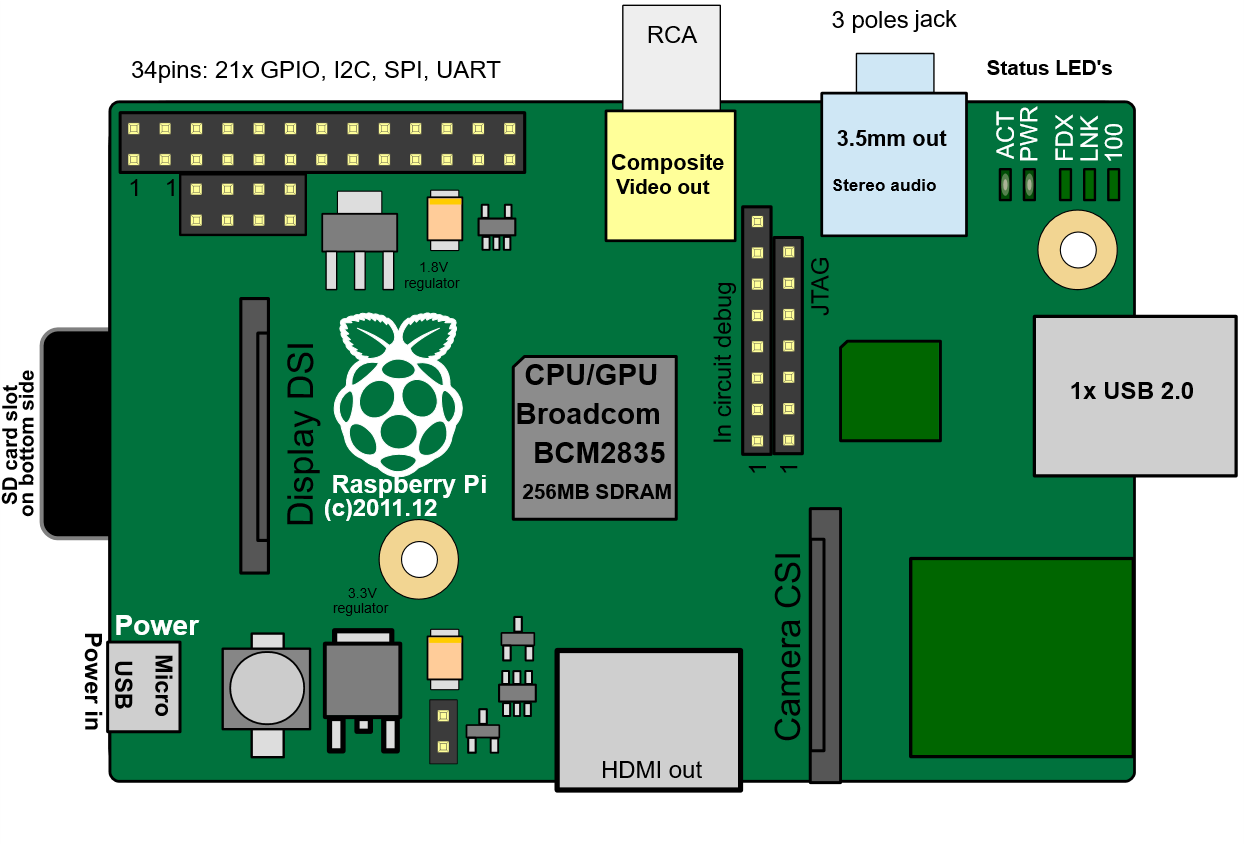 3 poles jack
RCA
34pins: 21x GPIO, I2C, SPI, UART
Status LED's
ACT
PWR
FDX
LNK
100
3.5mm out
Stereo audio
Composite
Video out
1
1
1.8V
regulator
JTAG
In circuit debug
1
1
Display DSI
CPU/GPU
Broadcom
BCM2835
256MB SDRAM
1x USB 2.0
SD card slot
on bottom side
Raspberry Pi
(c)2011.12
3.3V
regulator
Power
Power in
Micro
USB
Camera CSI
HDMI out